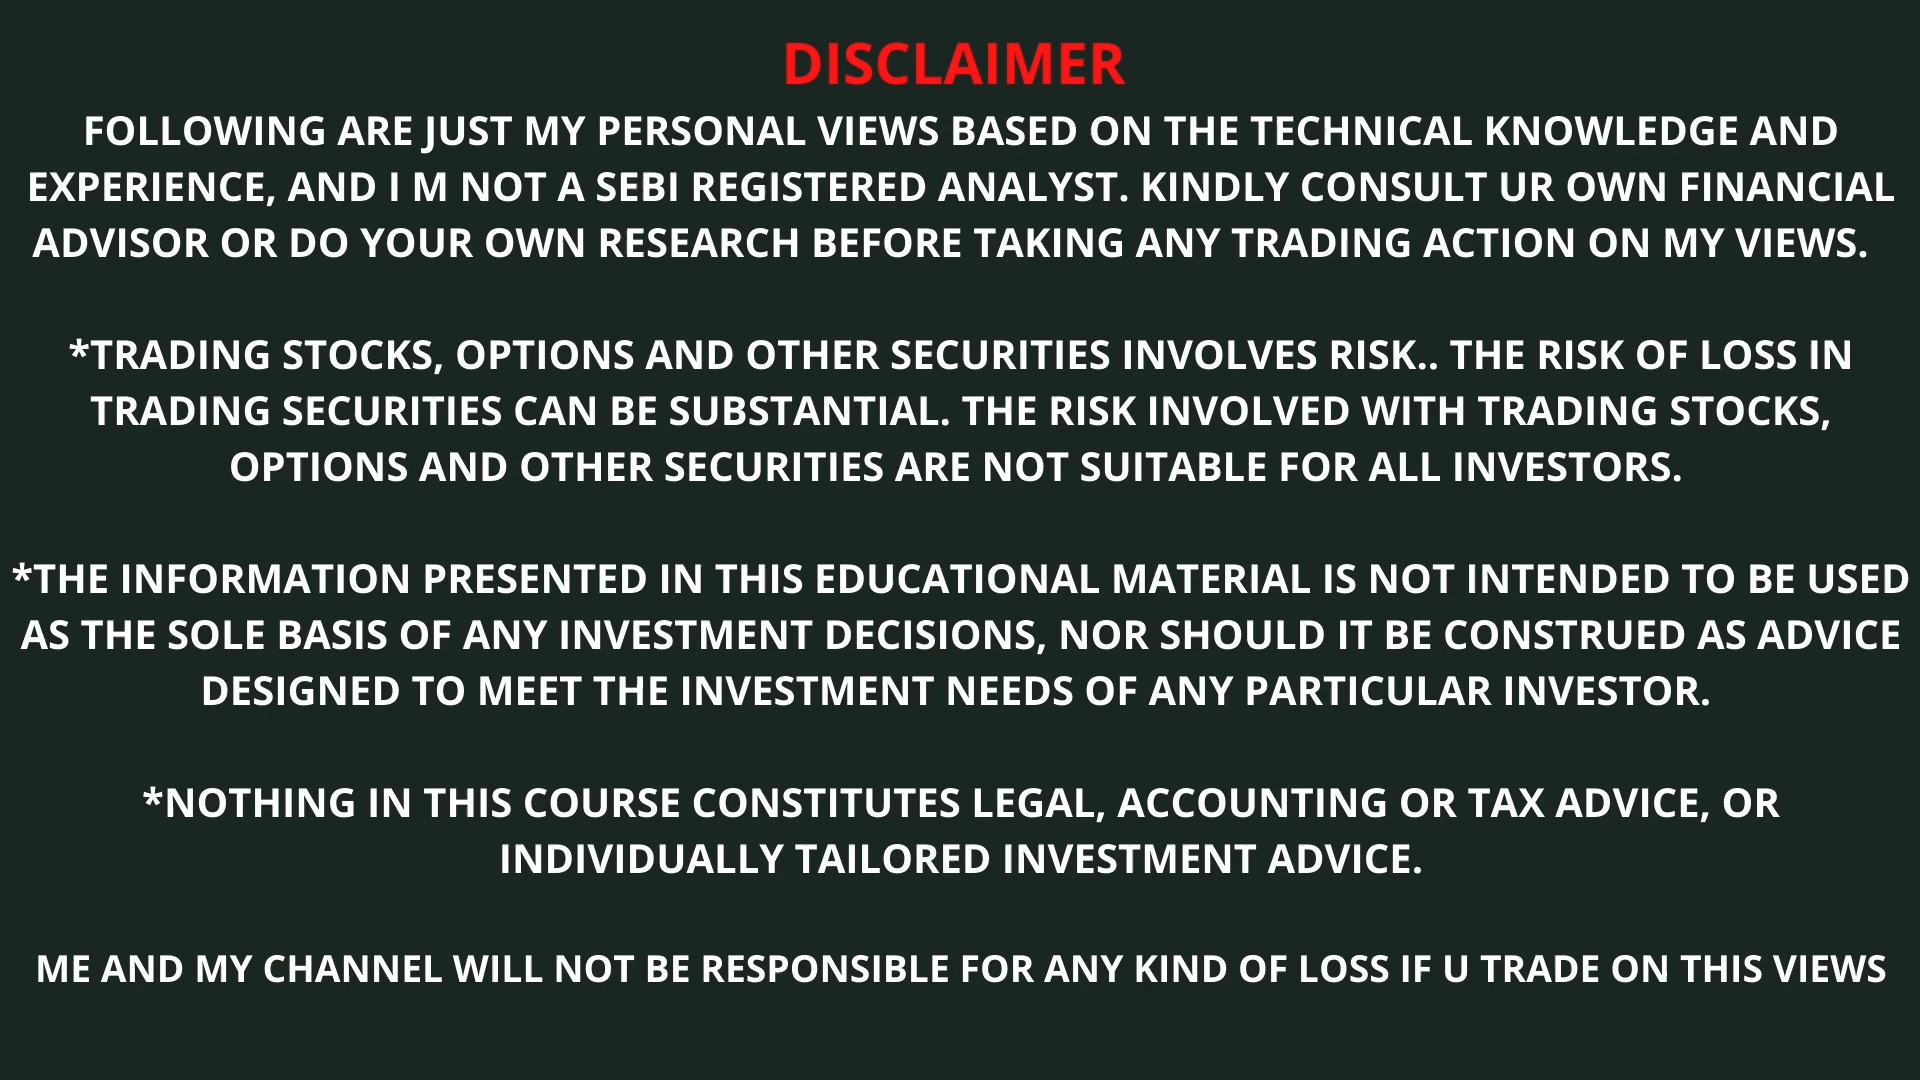 DISCLAIMER
FOLLOWING ARE JUST MY PERSONAL VIEWS BASED ON THE TECHNICAL KNOWLEDGE AND
EXPERIENCE, AND I M NOT A SEBI REGISTERED ANALYST. KINDLY CONSULT UR OWN FINANCIAL
ADVISOR OR DO YOUR OWN RESEARCH BEFORE TAKING ANY TRADING ACTION ON MY VIEWS.
*TRADING STOCKS, OPTIONS AND OTHER SECURITIES INVOLVES RISK.. THE RISK OF LOSS IN
TRADING SECURITIES CAN BE SUBSTANTIAL. THE RISK INVOLVED WITH TRADING STOCKS,
OPTIONS AND OTHER SECURITIES ARE NOT SUITABLE FOR ALL INVESTORS.
*THE INFORMATION PRESENTED IN THIS EDUCATIONAL MATERIAL IS NOT INTENDED TO BE USED
AS THE SOLE BASIS OF ANY INVESTMENT DECISIONS, NOR SHOULD IT BE CONSTRUED AS ADVICE
DESIGNED TO MEET THE INVESTMENT NEEDS OF ANY PARTICULAR INVESTOR.
*NOTHING IN THIS COURSE CONSTITUTES LEGAL, ACCOUNTING OR TAX ADVICE, OR
INDIVIDUALLY TAILORED INVESTMENT ADVICE.
ME AND MY CHANNEL WILL NOT BE RESPONSIBLE FOR ANY KIND OF LOSS IF U TRADE ON THIS VIEWS